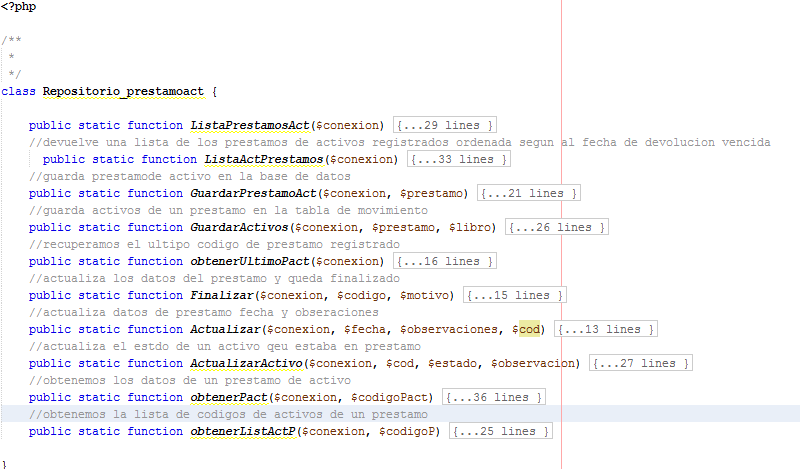 <?php
/**
*
*/
class Repositorio_prestamoact {
public static function ListaPrestamosAct($conexion) {...29 lines }
//devuelve una lista de los prestamos de activos registrados ordenada segun al fecha de devolucion vencida
public static function ListaActPrestamos($conexion) {...33 lines }
//guarda prestamode activo en la base de datos
public static function GuardarPrestamoAct($conexion, $prestamo) {...21 lines }
//guarda activos de un prestamo en la tabla de movimiento
public static function GuardarActivos($conexion, $prestamo, $libro) {...26 lines }
//recuperamos el ultipo codigo de prestamo registrado
public static function obtenerUltimoPact($conexion) {...16 lines }
//actualiza los datos del prestamo y queda finalizado
public static function Finalizar($conexion, $codigo, $motivo) {...15 lines }
//actualiza datos de prestamo fecha y obseraciones
public static function Actualizar($conexion, $fecha, $observaciones, $cod) {...13 lines }
//actualiza el estdo de un activo qeu estaba en prestamo
public static function ActualizarActivo($conexion, $cod, $estado, $observacion) {...27 lines }
//obtenemos los datos de un prestamo de activo
public static function obtenerPact($conexion, $codigoPact) {...36 lines }
//obtenemos la lista de codigos de activos de un prestamo
public static function obtenerListActP($conexion, $codigoP) {...25 lines }
}